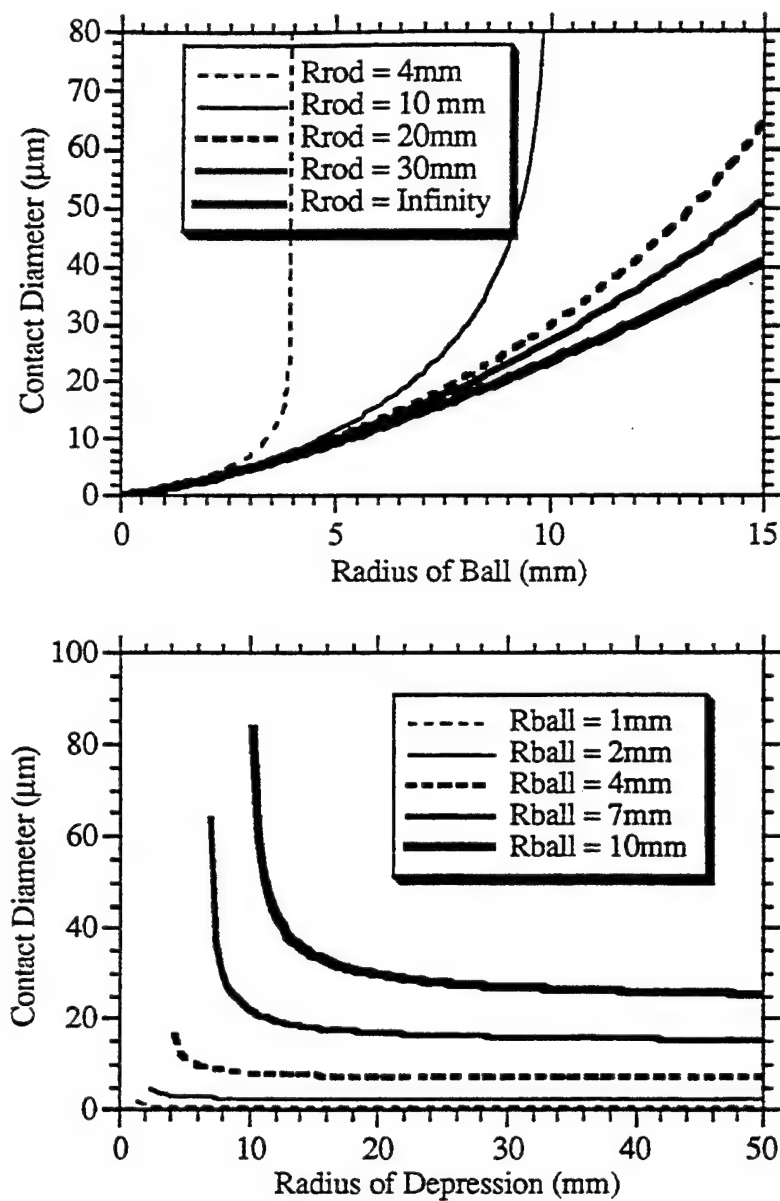 80
70
60
50
40
30
20
10
0
Contact Diameter (μm)
Rrod = 4mm
Rrod = 10 mm
Rrod = 20mm
Rrod = 30mm
Rrod = Infinity
0 5 10 15
Radius of Ball (mm)
100
80
60
40
20
0
Contact Diameter (μm)
Rball = 1mm
Rball = 2mm
Rball = 4mm
Rball = 7mm
Rball = 10mm
0 10 20 30 40 50
Radius of Depression (mm)